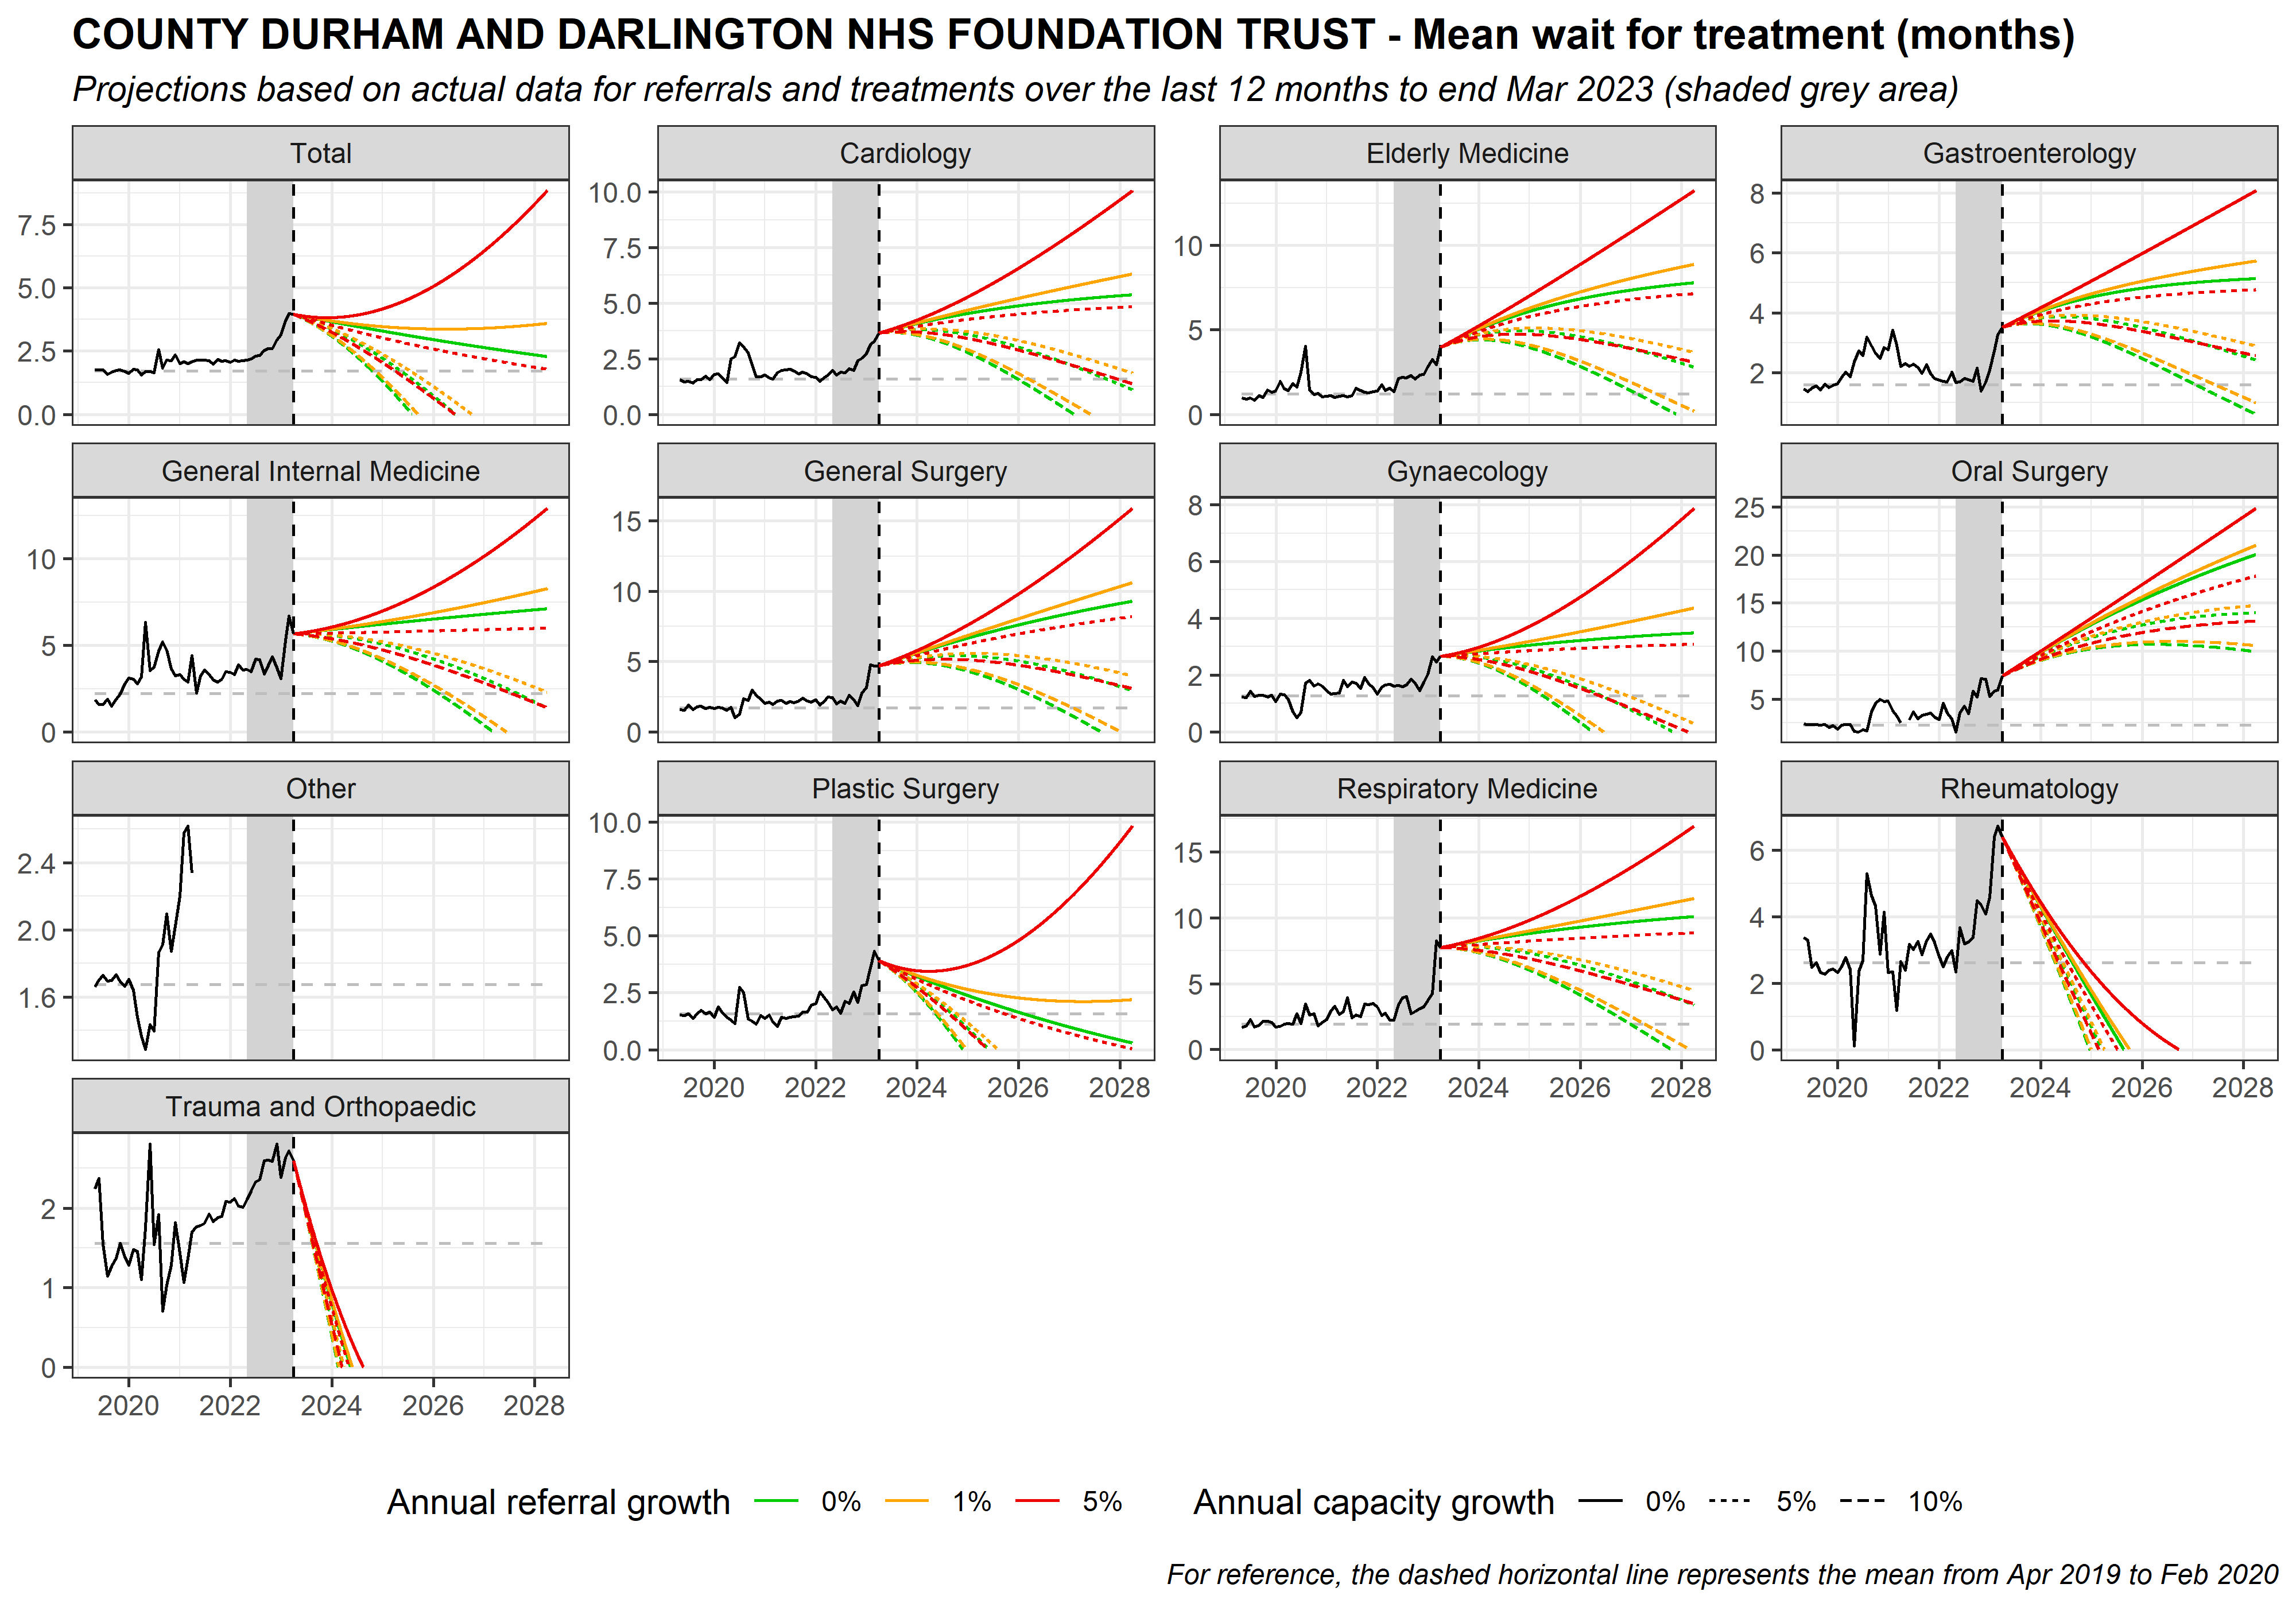 COUNTY DURHAM AND DARLINGTON NHS FOUNDATION TRUST - Mean wait for treatment (months)
Projections based on actual data for referrals and treatments over the last 12 months to end Mar 2023 (shaded grey area)
Total
7.5
5.0
2.5
0.0
Cardiology
10.0
7.5
5.0
2.5
0.0
Elderly Medicine
10
5
0
Gastroenterology
8
6
4
2
General Internal Medicine
10
5
0
General Surgery
15
10
5
0
Gynaecology
8
6
4
2
0
Oral Surgery
25
20
15
10
5
Other
2.4
2.0
1.6
Plastic Surgery
10.0
7.5
5.0
2.5
0.0
2020 2022 2024 2026 2028
Respiratory Medicine
15
10
5
0
2020 2022 2024 2026 2028
Rheumatology
6
4
2
0
2020 2022 2024 2026 2028
Trauma and Orthopaedic
2
1
0
2020 2022 2024 2026 2028
Annual referral growth 0% 1% 5%
Annual capacity growth 0% 5% 10%
For reference, the dashed horizontal line represents the mean from Apr 2019 to Feb 2020